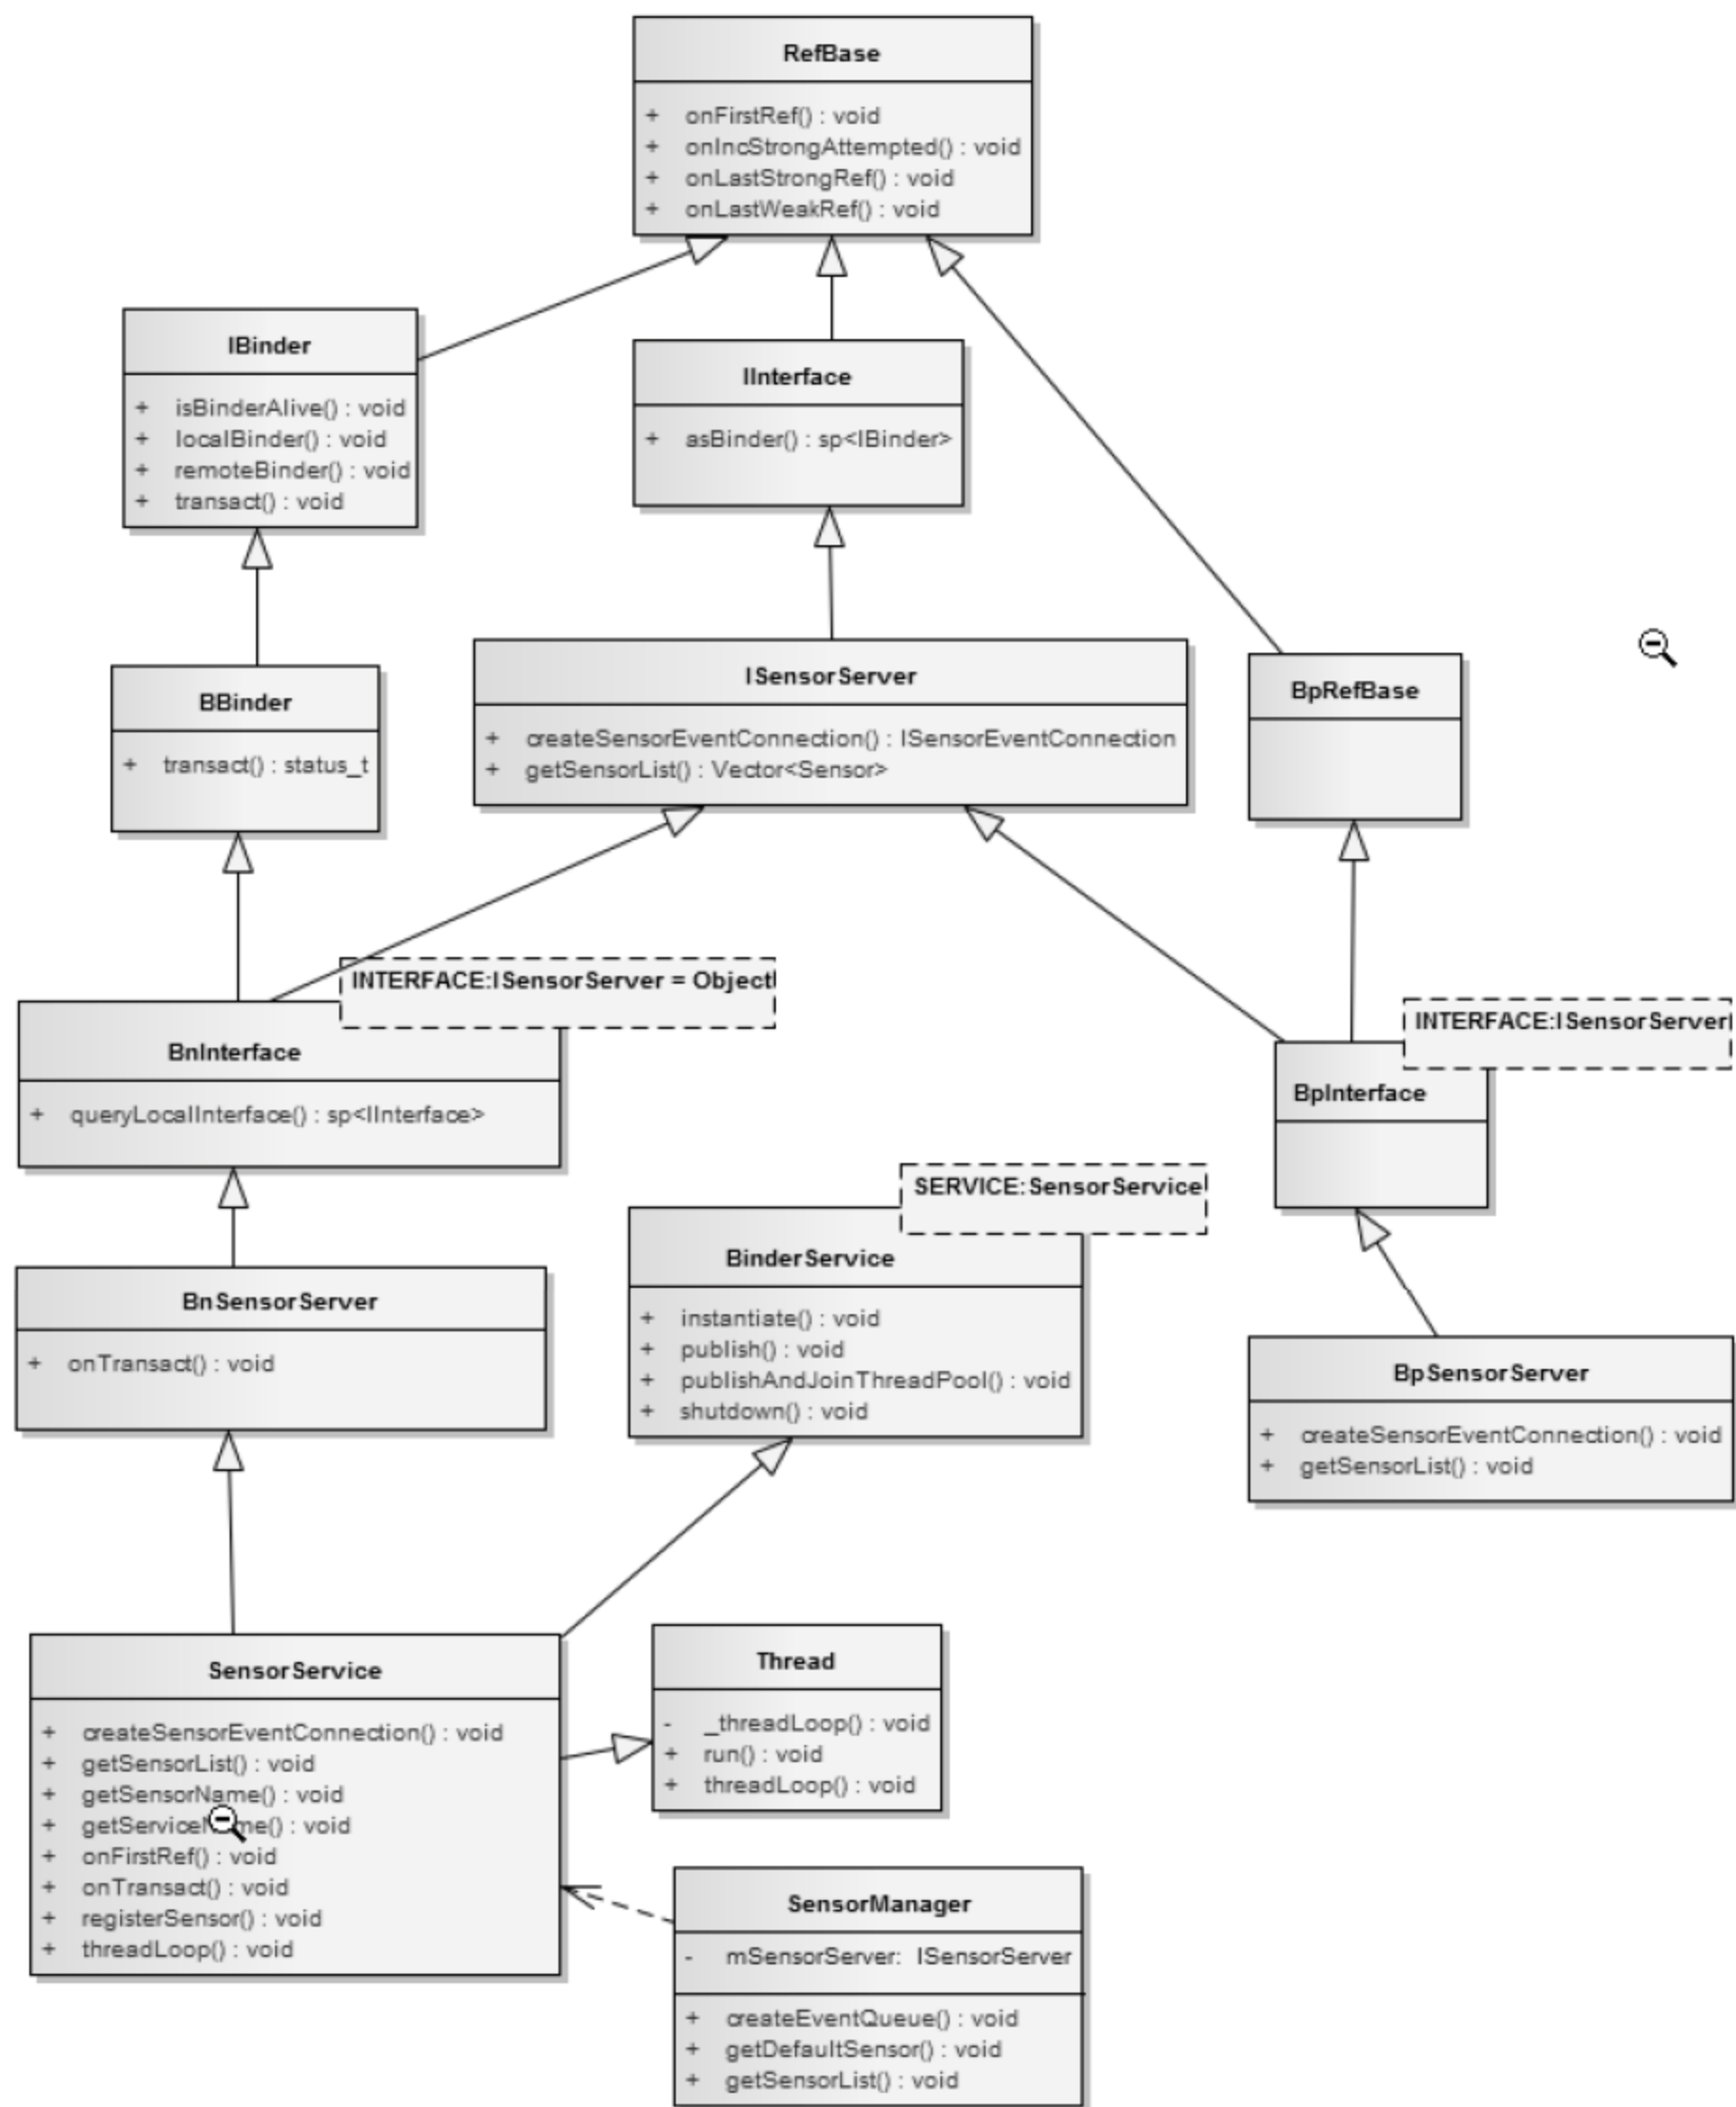 RefBase
+ onFirstRef() : void
+ onIncStrongAttempted() : void
+ onLastStrongRef() : void
+ onLastWeakRef() : void
IBinder
+ isBinderAlive() : void
+ localBinder() : void
+ remoteBinder() : void
+ transact() : void
IInterface
+ asBinder() : sp<IBinder>
BBinder
+ transact() : status_t
ISensorServer
+ createSensorEventConnection() : ISensorEventConnection
+ getSensorList() : Vector<Sensor>
BpRefBase
INTERFACE:ISensorServer = Object
BnInterface
+ queryLocalInterface() : sp<IInterface>
INTERFACE:ISensorServer
BpInterface
SERVICE:SensorService
BinderService
+ instantiate() : void
+ publish() : void
+ publishAndJoinThreadPool() : void
+ shutdown() : void
BnSensorServer
+ onTransact() : void
BpSensorServer
+ createSensorEventConnection() : void
+ getSensorList() : void
SensorService
+ createSensorEventConnection() : void
+ getSensorList() : void
+ getSensorName() : void
+ : void
+ onFirstRef() : void
+ onTransact() : void
+ registerSensor() : void
+ threadLoop() : void
Thread
- _threadLoop() : void
+ run() : void
+ threadLoop() : void
SensorManager
- mSensorServer: ISensorServer
+ createEventQueue() : void
+ getDefaultSensor() : void
+ getSensorList() : void